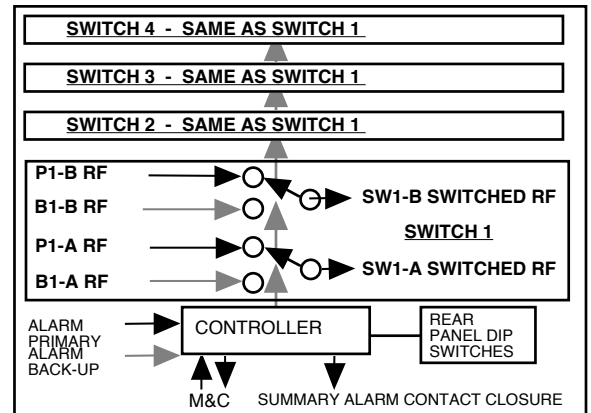 SWITCH 4 - SAME AS SWITCH 1
SWITCH 3 - SAME AS SWITCH 1
SWITCH 2 - SAME AS SWITCH 1
P1-B RF
B1-B RF
SW1-B SWITCHED RF
SWITCH 1
P1-A RF
B1-A RF
SW1-A SWITCHED RF
ALARM
PRIMARY
ALARM
BACK-UP
CONTROLLER
REAR
PANEL DIP
SWITCHES
M&C
SUMMARY ALARM CONTACT CLOSURE